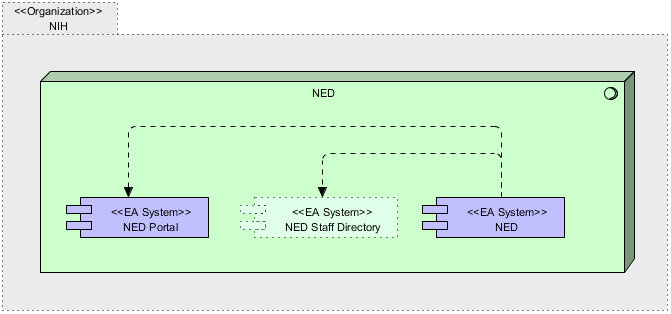 <<Organization>>
NIH
NED
<<EA System>>
NED Portal
<<EA System>>
NED Staff Directory
<<EA System>>
NED